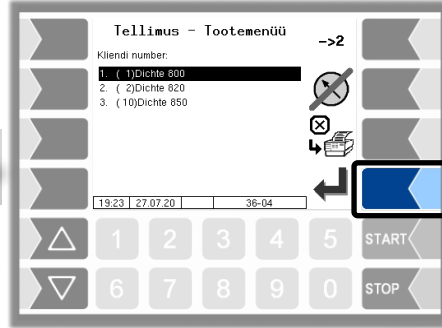 Tellimus - Tootemenüü
->2
Kliendi number:
1. ( 1)Dichte 800
2. ( 2)Dichte 820
3. ( 10)Dichte 850
19:23 27.07.20 36-04
1 2 3 4 5 START
6 7 8 9 0 STOP